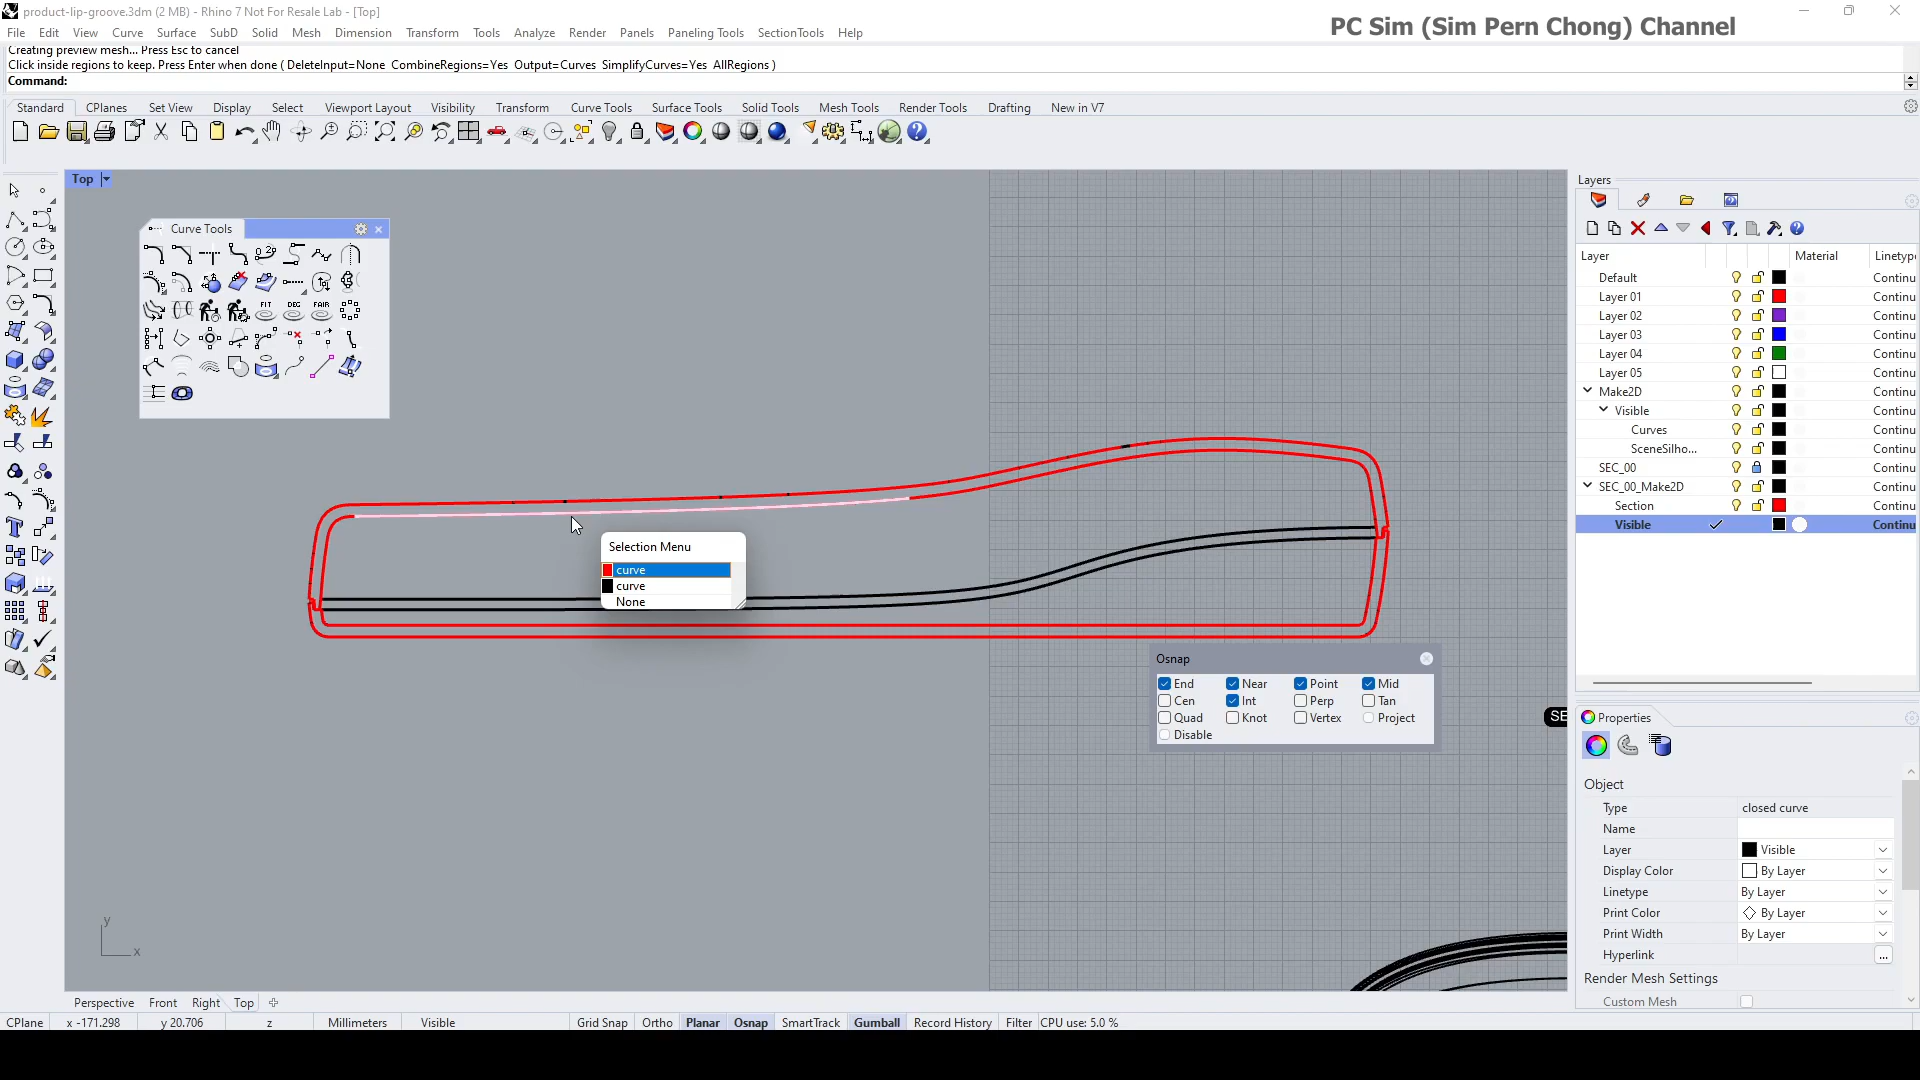 product-lip-groove.3dm (2 MB) - Rhino 7 Not For Resale Lab - [Top]
PC Sim (Sim Pern Chong) Channel
File Edit View Curve Surface SubD Solid Mesh Dimension Transform Tools Analyze Render Panels Paneling Tools SectionTools Help
Creating preview mesh... Press Esc to cancel
Click inside regions to keep. Press Enter when done ( DeleteInput=None CombineRegions=Yes Output=Curves SimplifyCurves=Yes AllRegions )
Command:
Standard CPlanes Set View Display Select Viewport Layout Visibility Transform Curve Tools Surface Tools Solid Tools Mesh Tools Render Tools Drafting New in V7
Top
Curve Tools
FIT DEG FAIR
Selection Menu
curve
curve
None
Osnap
End Near Point Mid
Cen Int Perp Tan
Quad Knot Vertex Project
Disable
SE
y
x
Layers
Layer Material Linetype
Default Continu
Layer 01 Continu
Layer 02 Continu
Layer 03 Continu
Layer 04 Continu
Layer 05 Continu
Make2D Continu
Visible Continu
Curves Continu
SceneSilho... Continu
SEC_00 Continu
SEC_00_Make2D Continu
Section Continu
Visible Continu
Properties
Object
Type closed curve
Name
Layer Visible
Display Color By Layer
Linetype By Layer
Print Color By Layer
Print Width By Layer
Hyperlink ...
Render Mesh Settings
Custom Mesh
Perspective Front Right Top
CPlane x -171.298 y 20.706 z Millimeters Visible Grid Snap Ortho Planar Osnap SmartTrack Gumball Record History Filter CPU use: 5.0 %